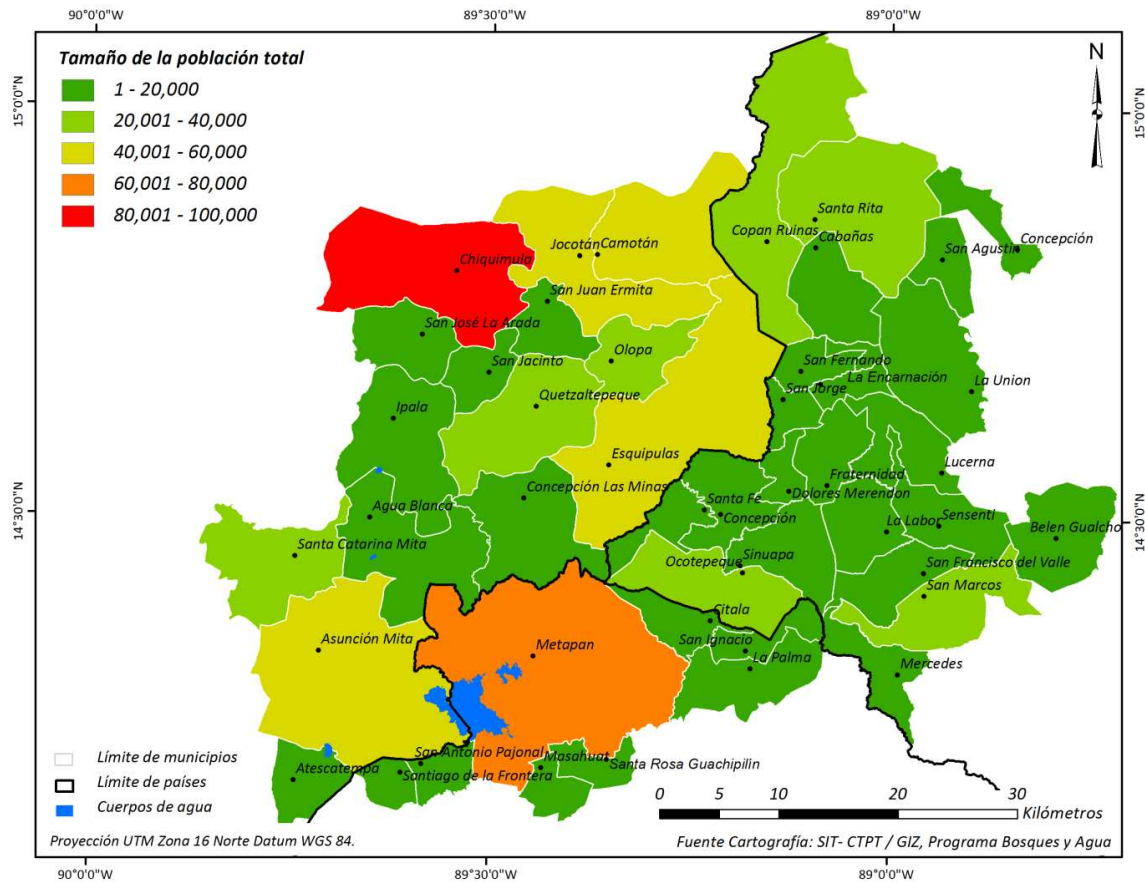 90°0'0"W
89°30'0"W
89°0'0"W
Tamaño de la población total
1 - 20,000
20,001 - 40,000
40,001 - 60,000
60,001 - 80,000
80,001 - 100,000
N
15°0'0"N
15°0'0"N
Santa Rita
Copan Ruinas
Cabañas
Concepción
San Agustin
Jocotán
Camotán
Chiquimula
San Juan Ermita
San José La Arada
Olopa
San Jacinto
San Fernando
La Encarnación
La Union
San Jorge
Quetzaltepeque
Ipala
Esquipulas
Lucerna
Fraternidad
Concepción Las Minas
Dolores Merendon
Santa Fe
Concepción
Agua Blanca
La Labor
Sensenti
Belen Gualcho
14°30'0"N
14°30'0"N
Santa Catarina Mita
Ocotepeque
Sinuapa
San Francisco del Valle
San Marcos
Citala
Asunción Mita
Metapan
San Ignacio
La Palma
Mercedes
San Antonio Pajonal
Masahuat
Santa Rosa Guachipilin
Atescatempa
Santiago de la Frontera
Límite de municipios
Límite de países
Cuerpos de agua
0 5 10 20 30
Kilómetros
Proyección UTM Zona 16 Norte Datum WGS 84.
Fuente Cartografía: SIT- CTPT / GIZ, Programa Bosques y Agua
90°0'0"W
89°30'0"W
89°0'0"W